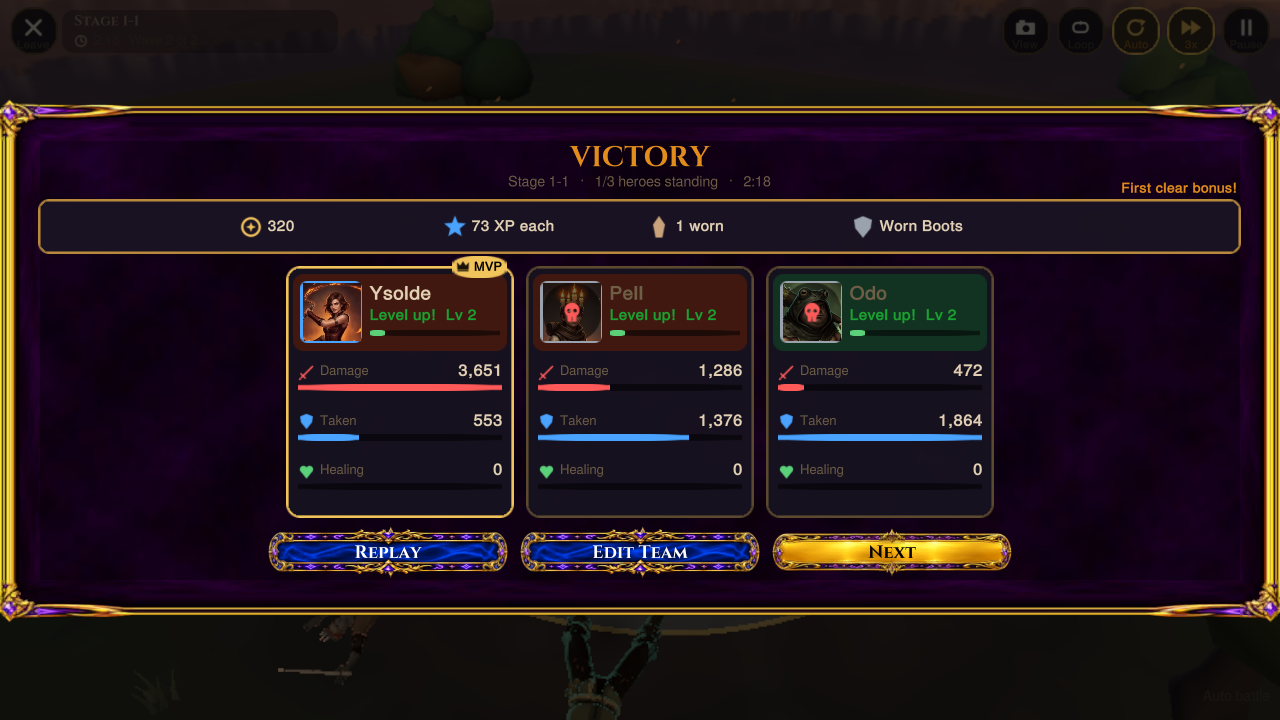 STAGE 1-1
Leave
View
Loop
Auto
3x
Pause
VICTORY
Stage 1-1 · 1/3 heroes standing · 2:18
First clear bonus!
320
73 XP each
1 worn
Worn Boots
MVP
Ysolde
Level up! Lv 2
Damage 3,651
Taken 553
Healing 0
Pell
Level up! Lv 2
Damage 1,286
Taken 1,376
Healing 0
Odo
Level up! Lv 2
Damage 472
Taken 1,864
Healing 0
REPLAY
EDIT TEAM
NEXT